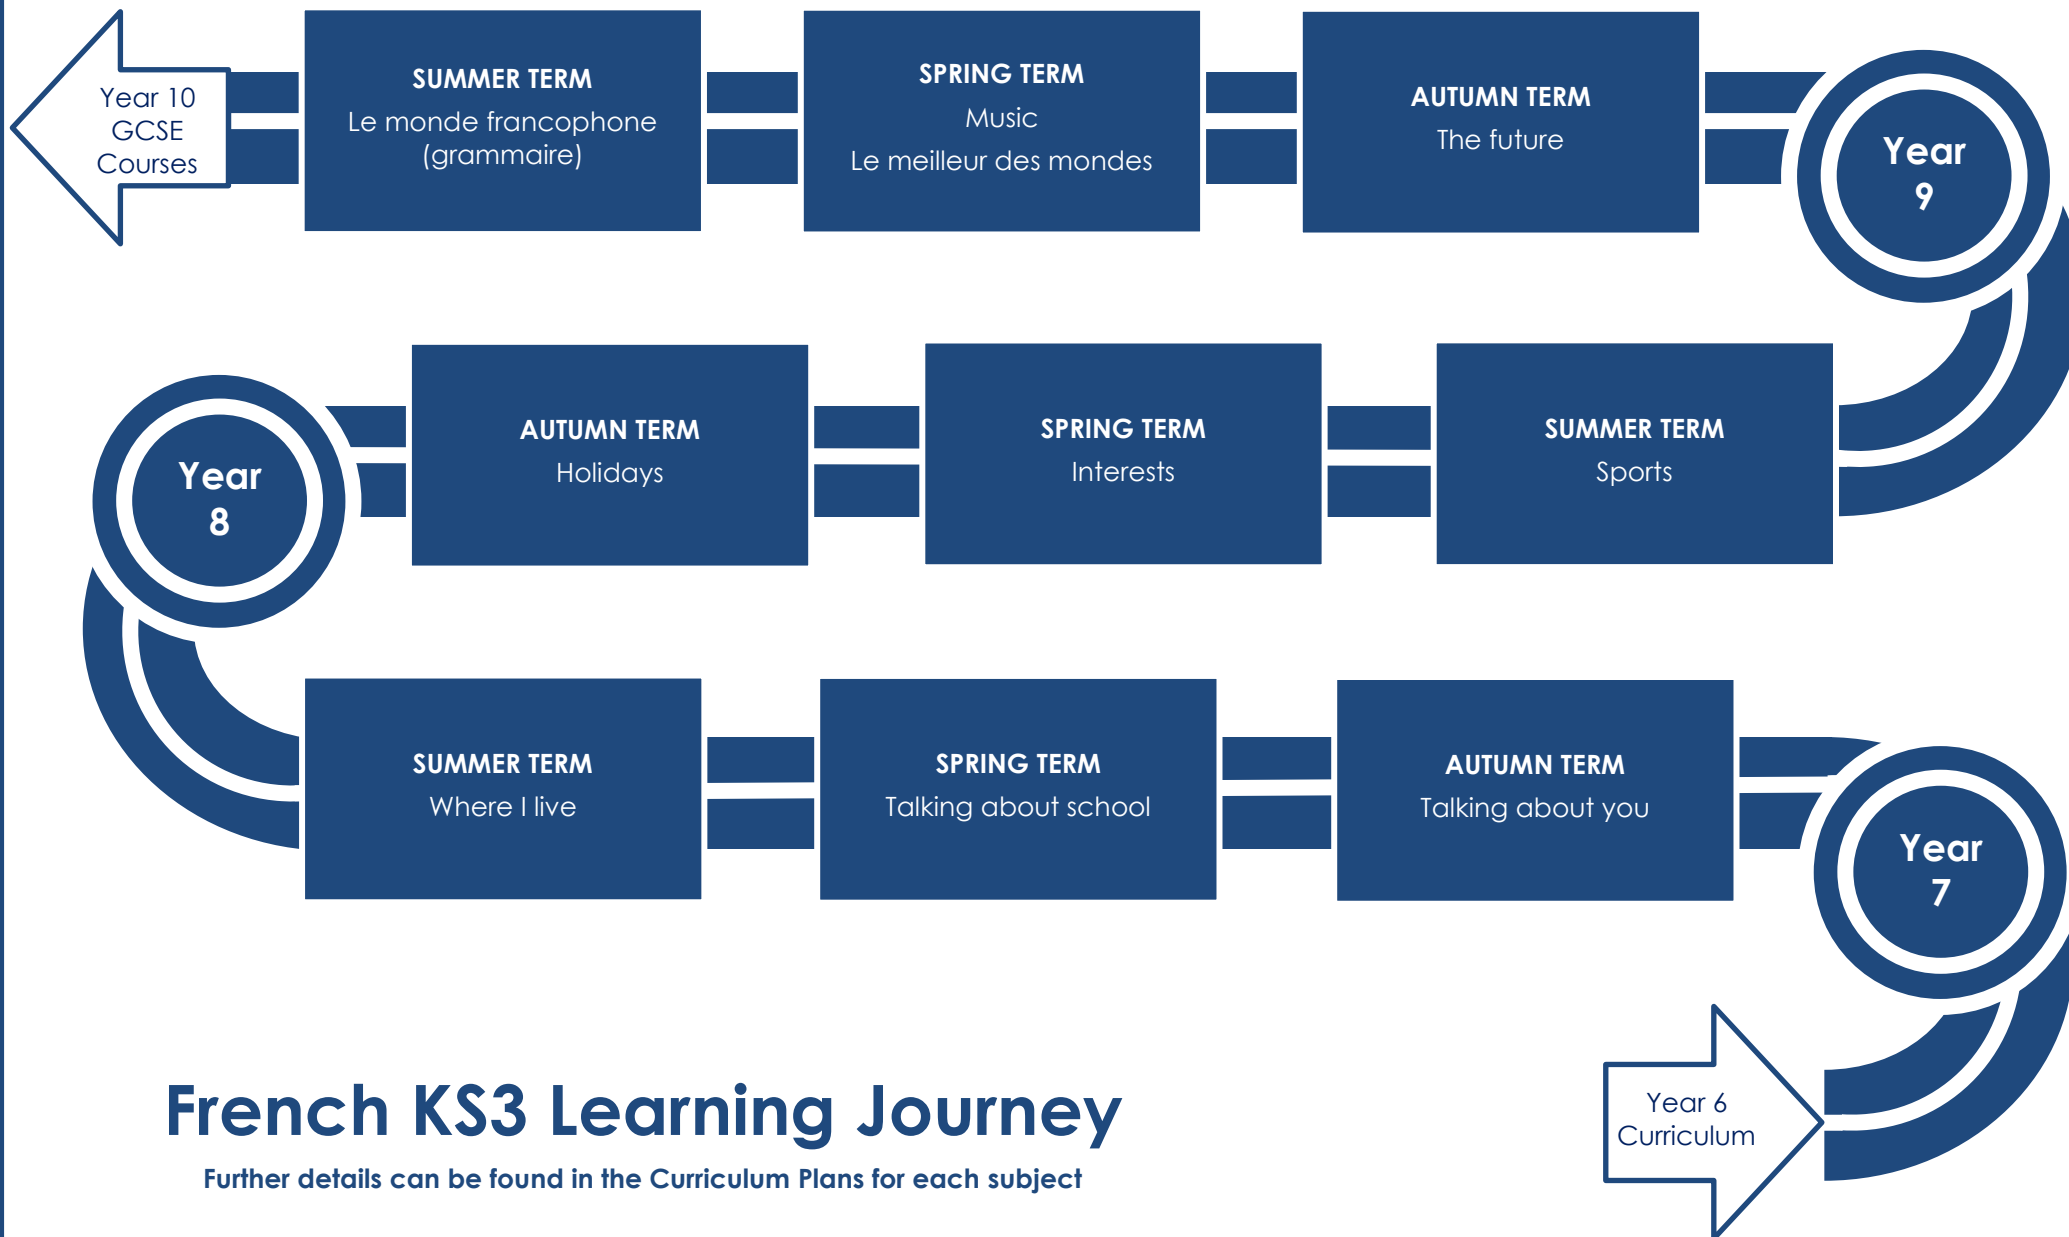 Year 10
GCSE
Courses
SUMMER TERM
Le monde francophone
(grammaire)
SPRING TERM
Music
Le meilleur des mondes
AUTUMN TERM
The future
Year
9
Year
8
AUTUMN TERM
Holidays
SPRING TERM
Interests
SUMMER TERM
Sports
SUMMER TERM
Where I live
SPRING TERM
Talking about school
AUTUMN TERM
Talking about you
Year
7
French KS3 Learning Journey
Further details can be found in the Curriculum Plans for each subject
Year 6
Curriculum